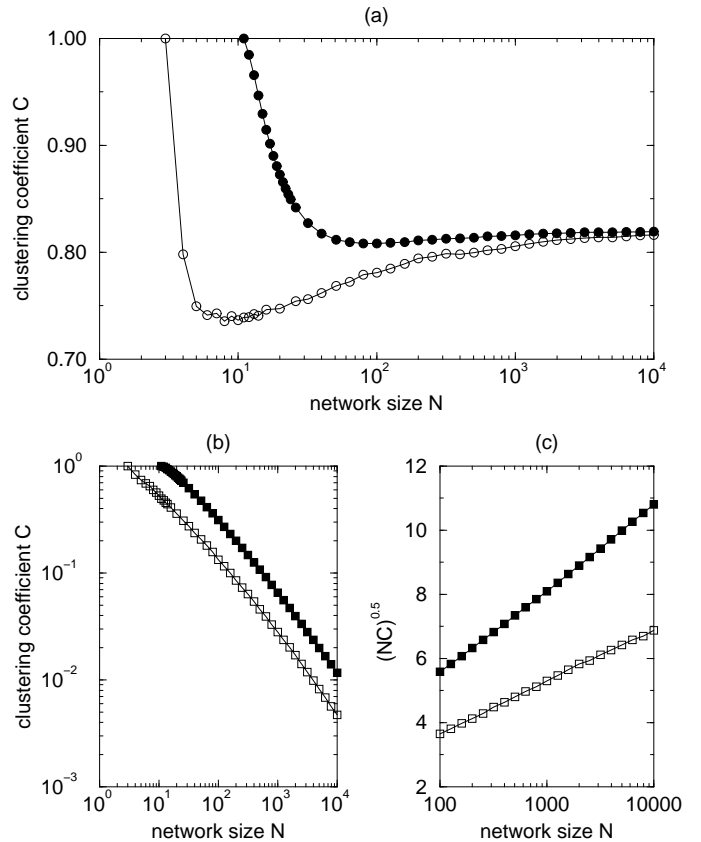 (a)
1.00
0.90
0.80
0.70
clustering coefficient C
10^0 10^1 10^2 10^3 10^4
network size N
(b)
10^0
10^−1
10^−2
10^−3
clustering coefficient C
10^0 10^1 10^2 10^3 10^4
network size N
(c)
12
10
8
6
4
2
(NC)^0.5
100 1000 10000
network size N